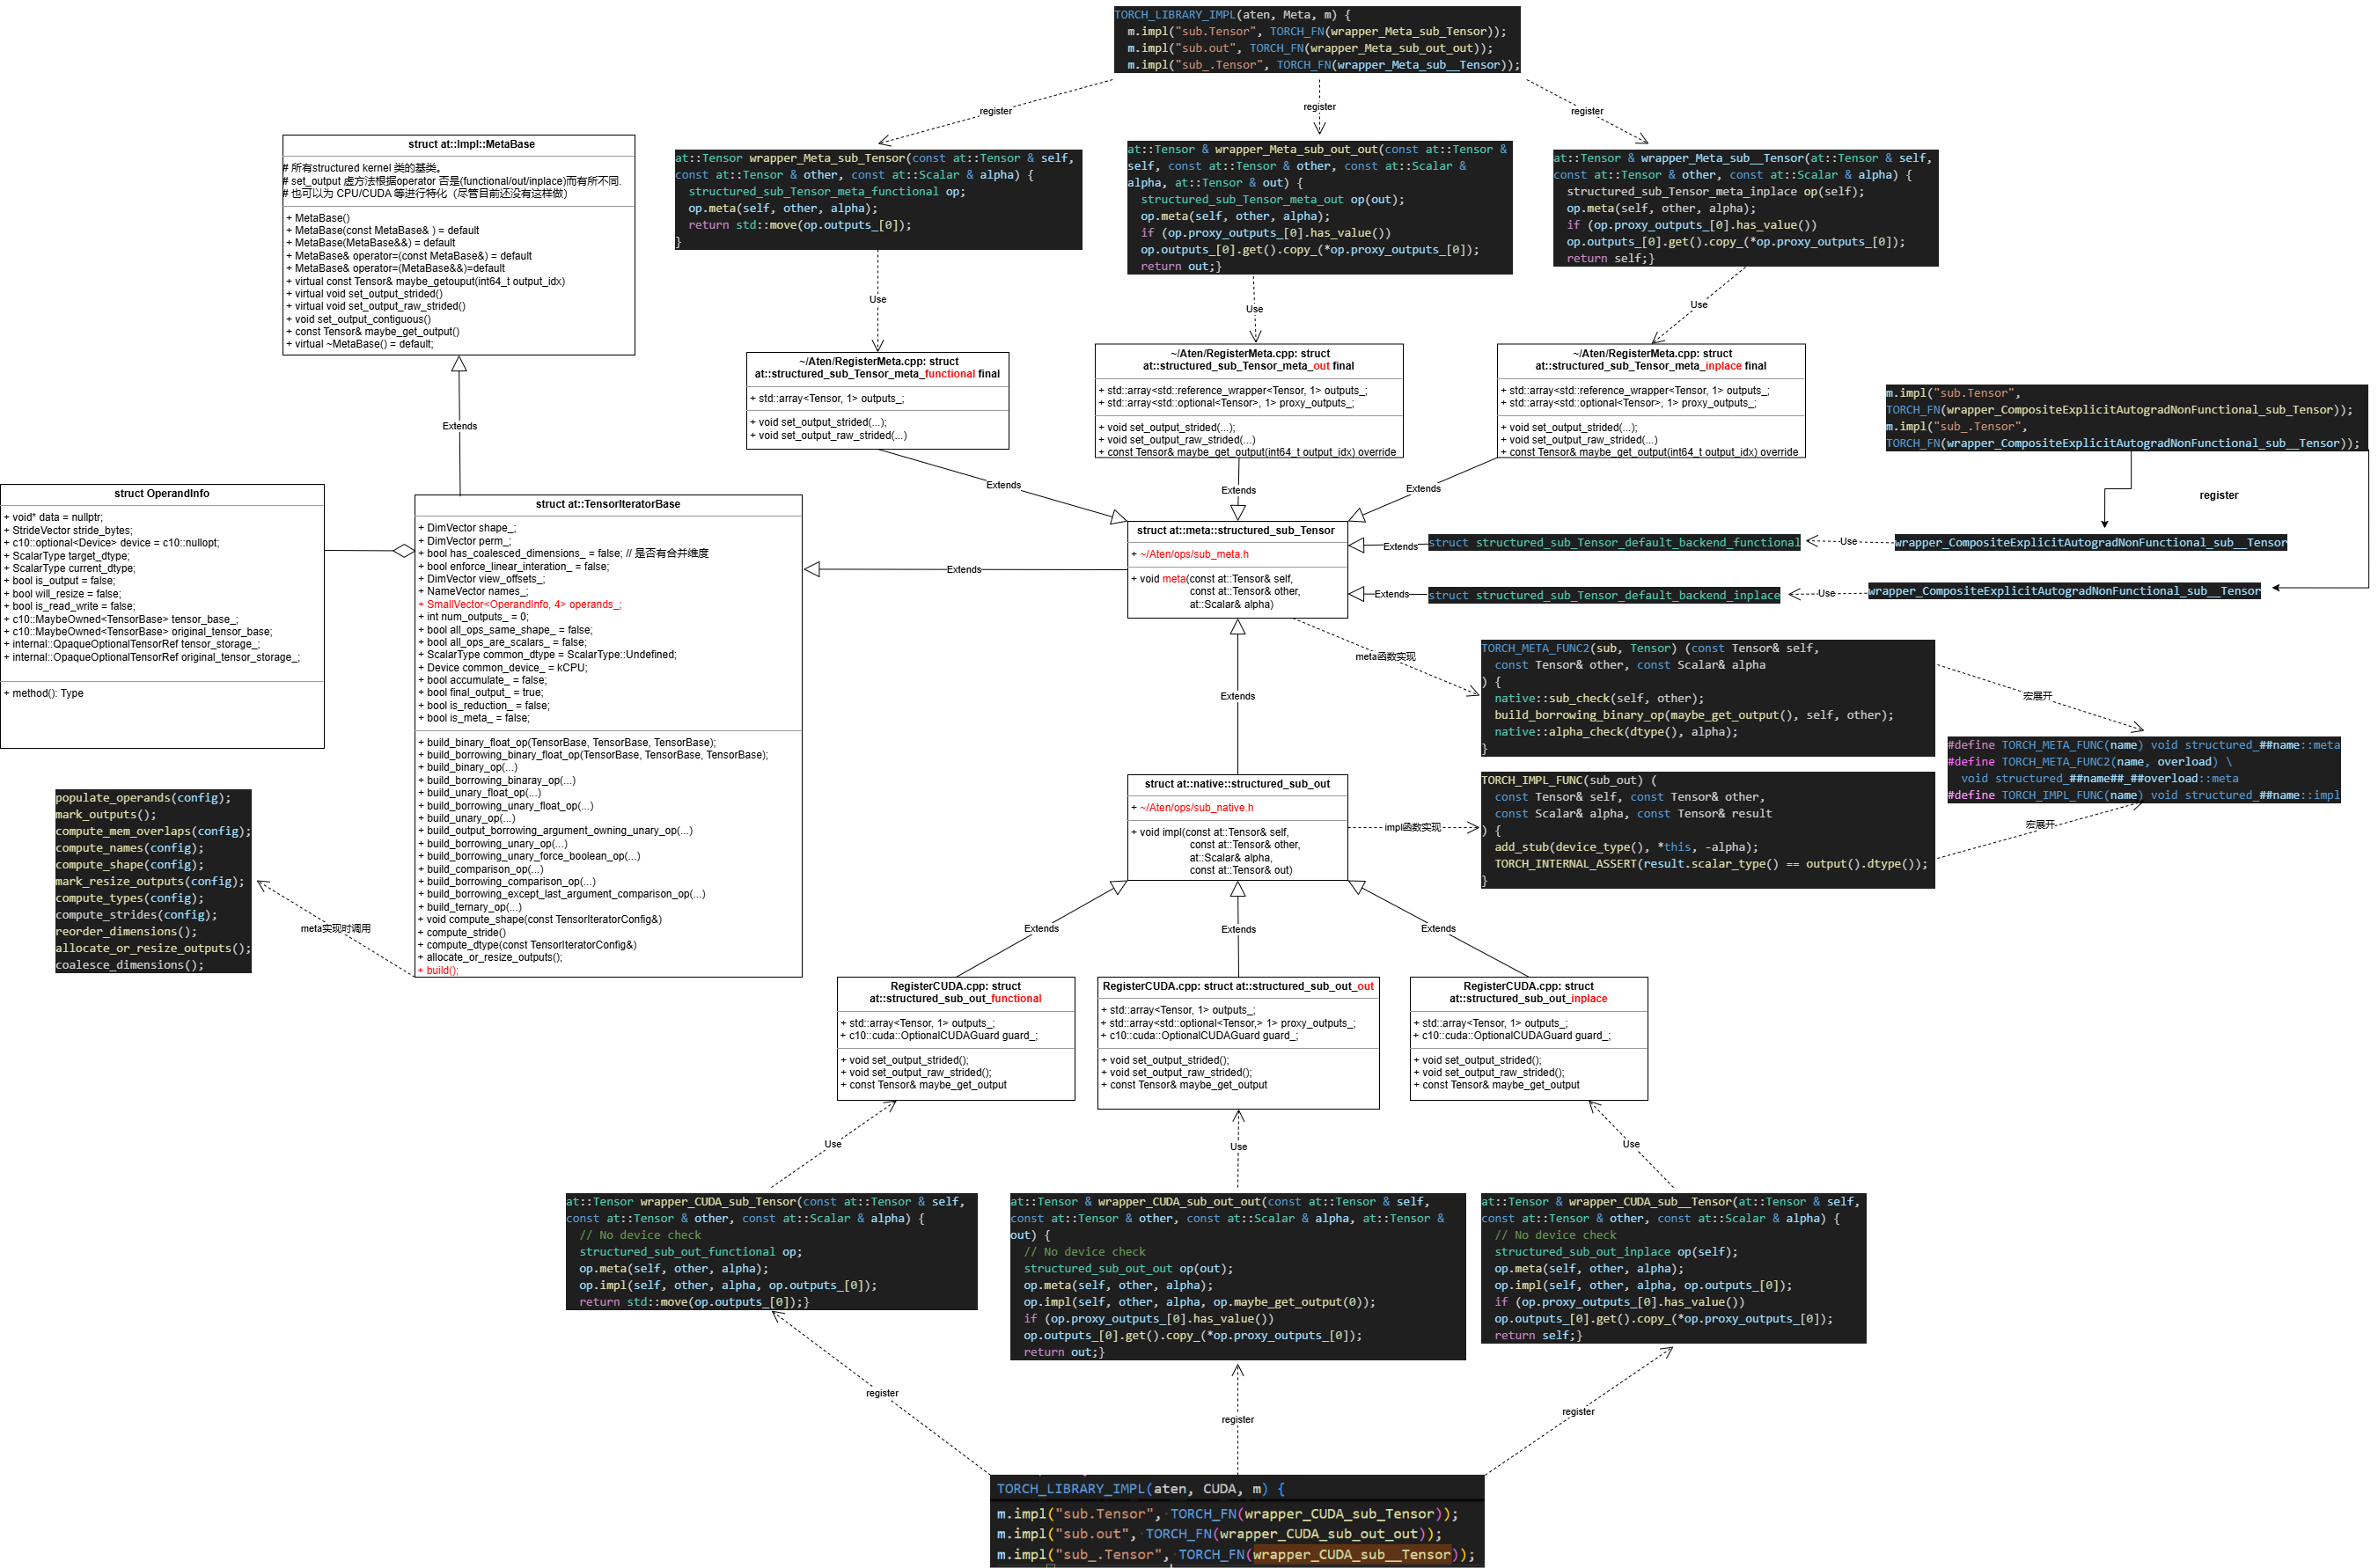 TORCH_LIBRARY_IMPL(aten, Meta, m) {
m.impl("sub.Tensor", TORCH_FN(wrapper_Meta_sub_Tensor));
m.impl("sub.out", TORCH_FN(wrapper_Meta_sub_out_out));
m.impl("sub_.Tensor", TORCH_FN(wrapper_Meta_sub__Tensor));
register
register
register
struct at::Impl::MetaBase
# 所有structured kernel 类的基类。
# set_output 虚方法根据operator 否是(functional/out/inplace)而有所不同.
# 也可以为 CPU/CUDA 等进行特化（尽管目前还没有这样做）
+ MetaBase()
+ MetaBase(const MetaBase& ) = default
+ MetaBase(MetaBase&&) = default
+ MetaBase& operator=(const MetaBase&) = default
+ MetaBase& operator=(MetaBase&&)=default
+ virtual const Tensor& maybe_getouput(int64_t output_idx)
+ virtual void set_output_strided()
+ virtual void set_output_raw_strided()
+ void set_output_contiguous()
+ const Tensor& maybe_get_output()
+ virtual ~MetaBase() = default;
at::Tensor wrapper_Meta_sub_Tensor(const at::Tensor & self,
const at::Tensor & other, const at::Scalar & alpha) {
structured_sub_Tensor_meta_functional op;
op.meta(self, other, alpha);
return std::move(op.outputs_[0]);
}
at::Tensor & wrapper_Meta_sub_out_out(const at::Tensor &
self, const at::Tensor & other, const at::Scalar &
alpha, at::Tensor & out) {
structured_sub_Tensor_meta_out op(out);
op.meta(self, other, alpha);
if (op.proxy_outputs_[0].has_value())
op.outputs_[0].get().copy_(*op.proxy_outputs_[0]);
return out;}
at::Tensor & wrapper_Meta_sub__Tensor(at::Tensor & self,
const at::Tensor & other, const at::Scalar & alpha) {
structured_sub_Tensor_meta_inplace op(self);
op.meta(self, other, alpha);
if (op.proxy_outputs_[0].has_value())
op.outputs_[0].get().copy_(*op.proxy_outputs_[0]);
return self;}
Use
Use
Use
~/Aten/RegisterMeta.cpp: struct
at::structured_sub_Tensor_meta_functional final
+ std::array<Tensor, 1> outputs_;
+ void set_output_strided(...);
+ void set_output_raw_strided(...)
~/Aten/RegisterMeta.cpp: struct
at::structured_sub_Tensor_meta_out final
+ std::array<std::reference_wrapper<Tensor, 1> outputs_;
+ std::array<std::optional<Tensor>, 1> proxy_outputs_;
+ void set_output_strided(...);
+ void set_output_raw_strided(...)
+ const Tensor& maybe_get_output(int64_t output_idx) override
~/Aten/RegisterMeta.cpp: struct
at::structured_sub_Tensor_meta_inplace final
+ std::array<std::reference_wrapper<Tensor, 1> outputs_;
+ std::array<std::optional<Tensor>, 1> proxy_outputs_;
+ void set_output_strided(...);
+ void set_output_raw_strided(...)
+ const Tensor& maybe_get_output(int64_t output_idx) override
m.impl("sub.Tensor",
TORCH_FN(wrapper_CompositeExplicitAutogradNonFunctional_sub_Tensor));
m.impl("sub_.Tensor",
TORCH_FN(wrapper_CompositeExplicitAutogradNonFunctional_sub__Tensor));
register
Extends
Extends
Extends
Extends
struct OperandInfo
+ void* data = nullptr;
+ StrideVector stride_bytes;
+ c10::optional<Device> device = c10::nullopt;
+ ScalarType target_dtype;
+ ScalarType current_dtype;
+ bool is_output = false;
+ bool will_resize = false;
+ bool is_read_write = false;
+ c10::MaybeOwned<TensorBase> tensor_base_;
+ c10::MaybeOwned<TensorBase> original_tensor_base;
+ internal::QpaqueOptionalTensorRef tensor_storage_;
+ internal::OpaqueOptionalTensorRef original_tensor_storage_;
+ method(): Type
struct at::TensorIteratorBase
+ DimVector shape_;
+ DimVector perm_;
+ bool has_coalesced_dimensions_ = false; // 是否有合并维度
+ bool enforce_linear_interation_ = false;
+ DimVector view_offsets_;
+ NameVector names_;
+ SmallVector<OperandInfo, 4> operands_;
+ int num_outputs_ = 0;
+ bool all_ops_same_shape_ = false;
+ bool all_ops_are_scalars_ = false;
+ ScalarType common_dtype = ScalarType::Undefined;
+ Device common_device_ = kCPU;
+ bool accumulate_ = false;
+ bool final_output_ = true;
+ bool is_reduction_ = false;
+ bool is_meta_ = false;
+ build_binary_float_op(TensorBase, TensorBase, TensorBase);
+ build_borrowing_binary_float_op(TensorBase, TensorBase, TensorBase);
+ build_binary_op(...)
+ build_borrowing_binaray_op(...)
+ build_unary_float_op(...)
+ build_borrowing_unary_float_op(...)
+ build_unary_op(...)
+ build_output_borrowing_argument_owning_unary_op(...)
+ build_borrowing_unary_op(...)
+ build_borrowing_unary_force_boolean_op(...)
+ build_comparison_op(...)
+ build_borrowing_comparison_op(...)
+ build_borrowing_except_last_argument_comparison_op(...)
+ build_ternary_op(...)
+ void compute_shape(const TensorIteratorConfig&)
+ compute_stride()
+ compute_dtype(const TensorIteratorConfig&)
+ allocate_or_resize_outputs();
+ build();
Extends
struct at::meta::structured_sub_Tensor
+ ~/Aten/ops/sub_meta.h
+ void meta(const at::Tensor& self,
const at::Tensor& other,
at::Scalar& alpha)
Extends
struct structured_sub_Tensor_default_backend_functional
Use
wrapper_CompositeExplicitAutogradNonFunctional_sub__Tensor
Extends
struct structured_sub_Tensor_default_backend_inplace
Use
wrapper_CompositeExplicitAutogradNonFunctional_sub__Tensor
meta函数实现
Extends
TORCH_META_FUNC2(sub, Tensor) (const Tensor& self,
const Tensor& other, const Scalar& alpha
) {
native::sub_check(self, other);
build_borrowing_binary_op(maybe_get_output(), self, other);
native::alpha_check(dtype(), alpha);
}
宏展开
#define TORCH_META_FUNC(name) void structured_##name::meta
#define TORCH_META_FUNC2(name, overload) \
void structured_##name##_##overload::meta
#define TORCH_IMPL_FUNC(name) void structured_##name::impl
宏展开
struct at::native::structured_sub_out
+ ~/Aten/ops/sub_native.h
+ void impl(const at::Tensor& self,
const at::Tensor& other,
at::Scalar& alpha,
const at::Tensor& out)
impl函数实现
TORCH_IMPL_FUNC(sub_out) (
const Tensor& self, const Tensor& other,
const Scalar& alpha, const Tensor& result
) {
add_stub(device_type(), *this, -alpha);
TORCH_INTERNAL_ASSERT(result.scalar_type() == output().dtype());
}
populate_operands(config);
mark_outputs();
compute_mem_overlaps(config);
compute_names(config);
compute_shape(config);
mark_resize_outputs(config);
compute_types(config);
compute_strides(config);
reorder_dimensions();
allocate_or_resize_outputs();
coalesce_dimensions();
meta实现时调用
Extends
Extends
Extends
RegisterCUDA.cpp: struct
at::structured_sub_out_functional
+ std::array<Tensor, 1> outputs_;
+ c10::cuda::OptionalCUDAGuard guard_;
+ void set_output_strided();
+ void set_output_raw_strided();
+ const Tensor& maybe_get_output
RegisterCUDA.cpp: struct at::structured_sub_out_out
+ std::array<Tensor, 1> outputs_;
+ std::array<std::optional<Tensor,> 1> proxy_outputs_;
+ c10::cuda::OptionalCUDAGuard guard_;
+ void set_output_strided();
+ void set_output_raw_strided();
+ const Tensor& maybe_get_output
RegisterCUDA.cpp: struct
at::structured_sub_out_inplace
+ std::array<Tensor, 1> outputs_;
+ c10::cuda::OptionalCUDAGuard guard_;
+ void set_output_strided();
+ void set_output_raw_strided();
+ const Tensor& maybe_get_output
Use
Use
Use
at::Tensor wrapper_CUDA_sub_Tensor(const at::Tensor & self,
const at::Tensor & other, const at::Scalar & alpha) {
// No device check
structured_sub_out_functional op;
op.meta(self, other, alpha);
op.impl(self, other, alpha, op.outputs_[0]);
return std::move(op.outputs_[0]);}
at::Tensor & wrapper_CUDA_sub_out_out(const at::Tensor & self,
const at::Tensor & other, const at::Scalar & alpha, at::Tensor &
out) {
// No device check
structured_sub_out_out op(out);
op.meta(self, other, alpha);
op.impl(self, other, alpha, op.maybe_get_output(0));
if (op.proxy_outputs_[0].has_value())
op.outputs_[0].get().copy_(*op.proxy_outputs_[0]);
return out;}
at::Tensor & wrapper_CUDA_sub__Tensor(at::Tensor & self,
const at::Tensor & other, const at::Scalar & alpha) {
// No device check
structured_sub_out_inplace op(self);
op.meta(self, other, alpha);
op.impl(self, other, alpha, op.outputs_[0]);
if (op.proxy_outputs_[0].has_value())
op.outputs_[0].get().copy_(*op.proxy_outputs_[0]);
return self;}
register
register
register
TORCH_LIBRARY_IMPL(aten, CUDA, m) {
m.impl("sub.Tensor", TORCH_FN(wrapper_CUDA_sub_Tensor));
m.impl("sub.out", TORCH_FN(wrapper_CUDA_sub_out_out));
m.impl("sub_.Tensor", TORCH_FN(wrapper_CUDA_sub__Tensor));